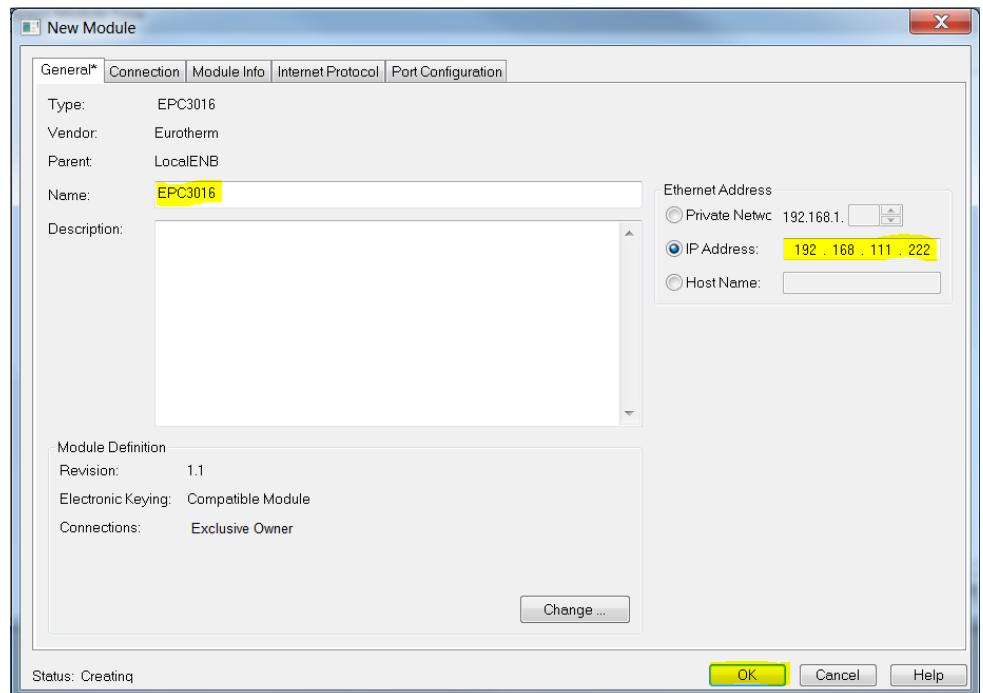 New Module
X
General* Connection Module Info Internet Protocol Port Configuration
Type: EPC3016
Vendor: Eurotherm
Parent: LocalENB
Name: EPC3016
Description:
Ethernet Address
Private Netwc 192.168.1.
IP Address: 192 . 168 . 111 . 222
Host Name:
Module Definition
Revision: 1.1
Electronic Keying: Compatible Module
Connections: Exclusive Owner
Change ...
Status: Creating
OK Cancel Help